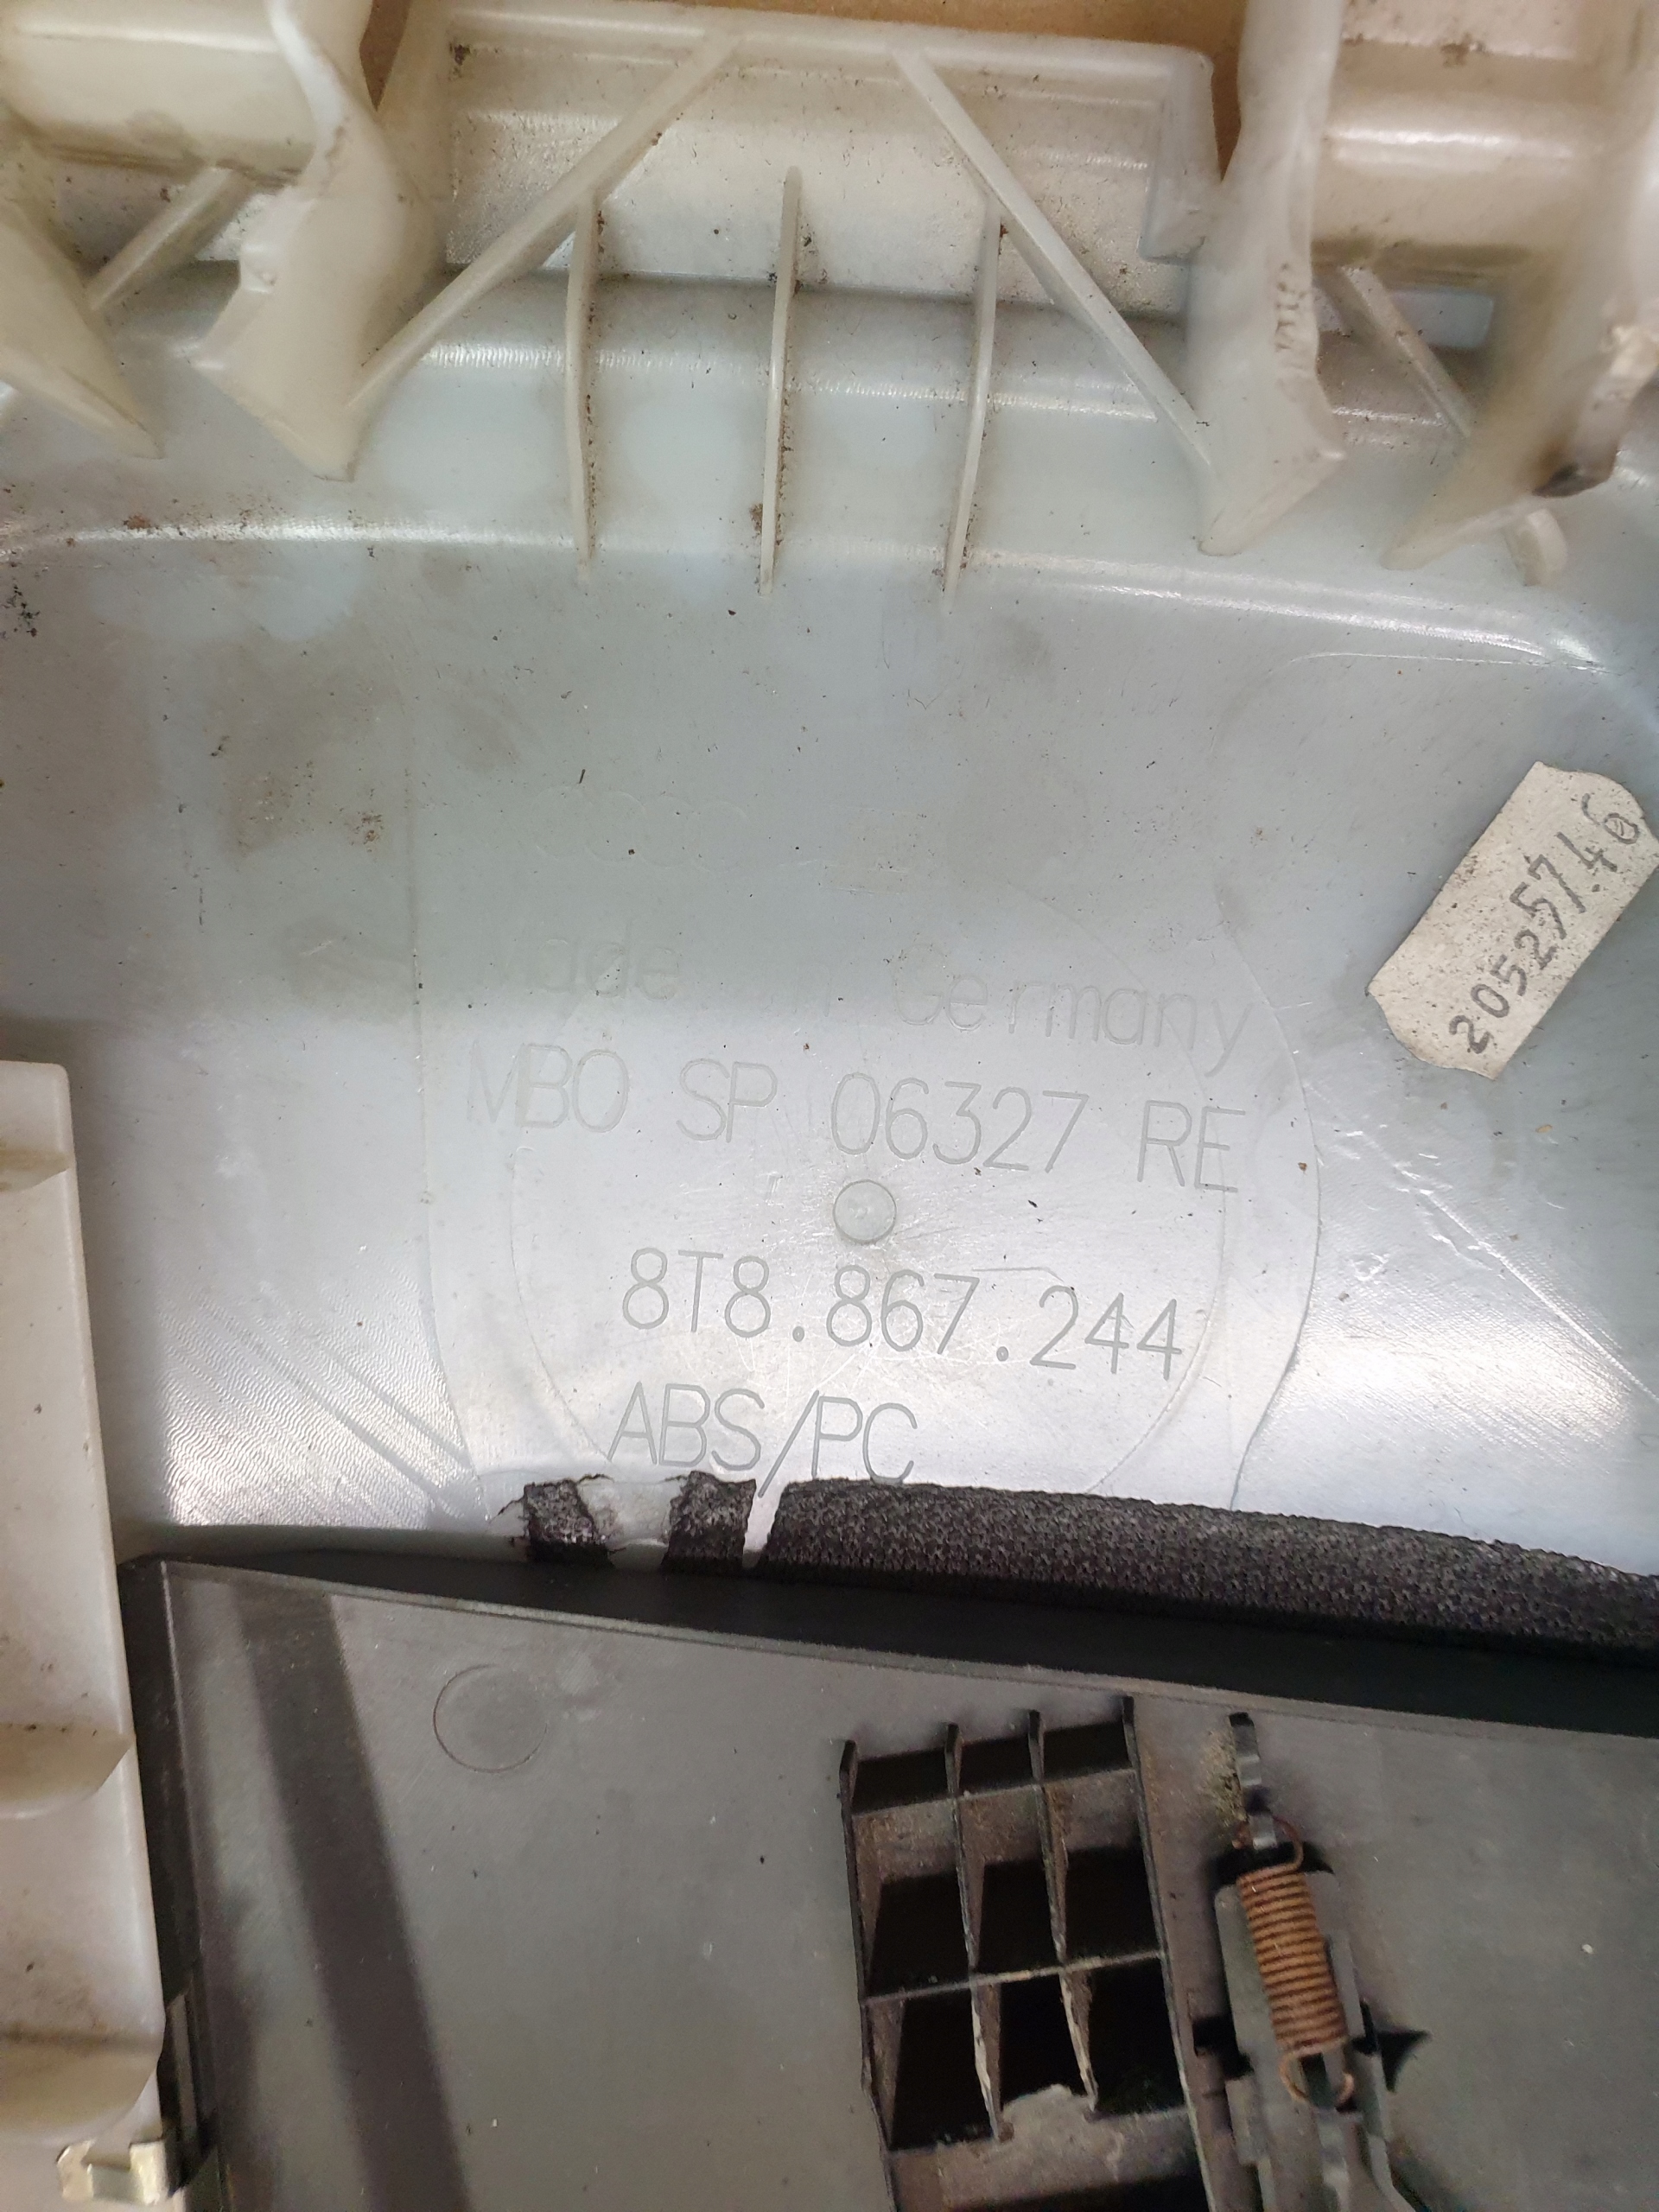 Made in Germany
MBO SP 06327 RE
8T8.867.244
ABS/PC
20525746